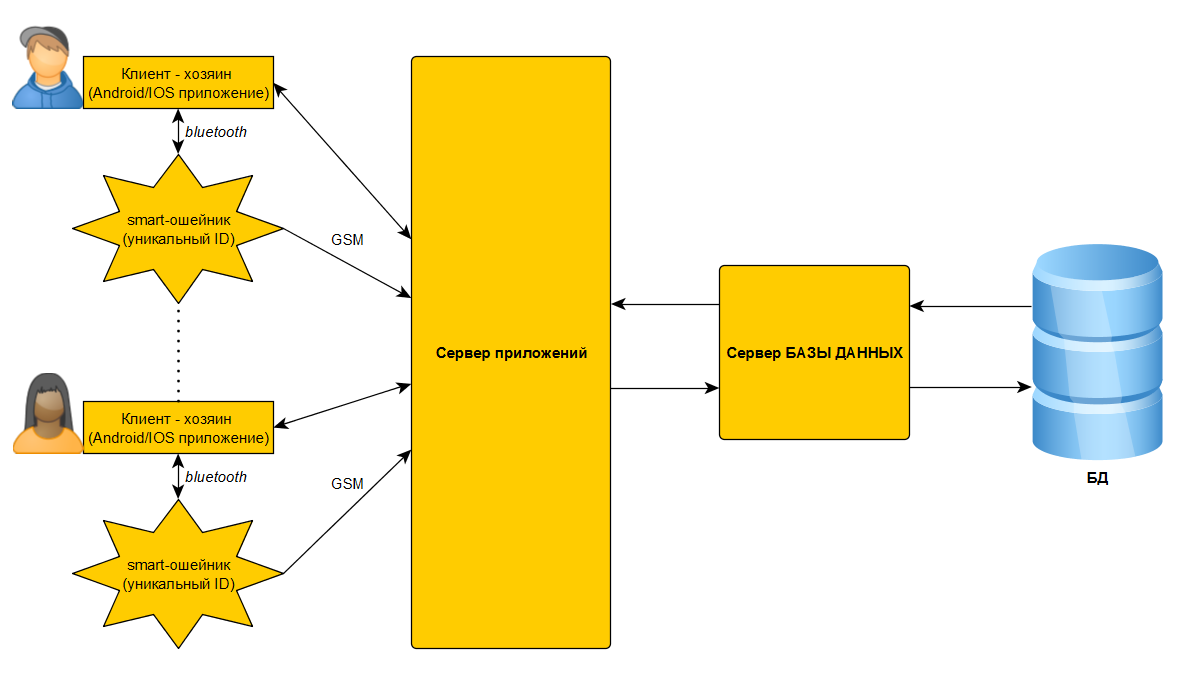 Клиент - хозяин
(Android/IOS приложение)
bluetooth
smart-ошейник
(уникальный ID)
GSM
Сервер приложений
Сервер БАЗЫ ДАННЫХ
БД
Клиент - хозяин
(Android/IOS приложение)
bluetooth
GSM
smart-ошейник
(уникальный ID)